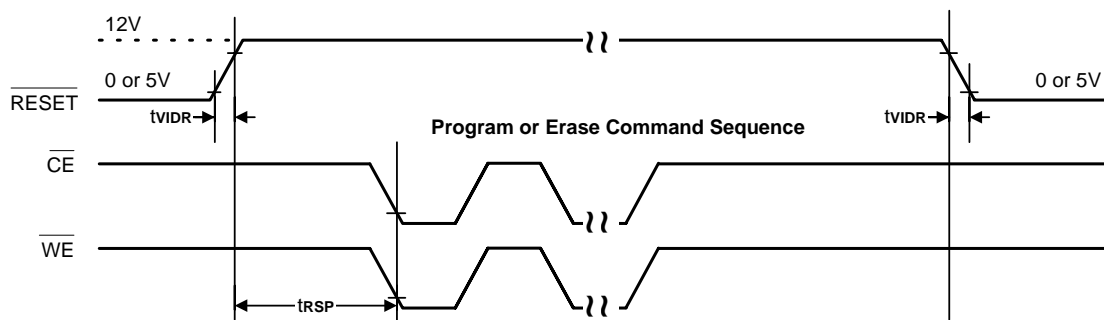 12V
0 or 5V
0 or 5V
RESET
tVIDR
tVIDR
Program or Erase Command Sequence
CE
WE
tRSP